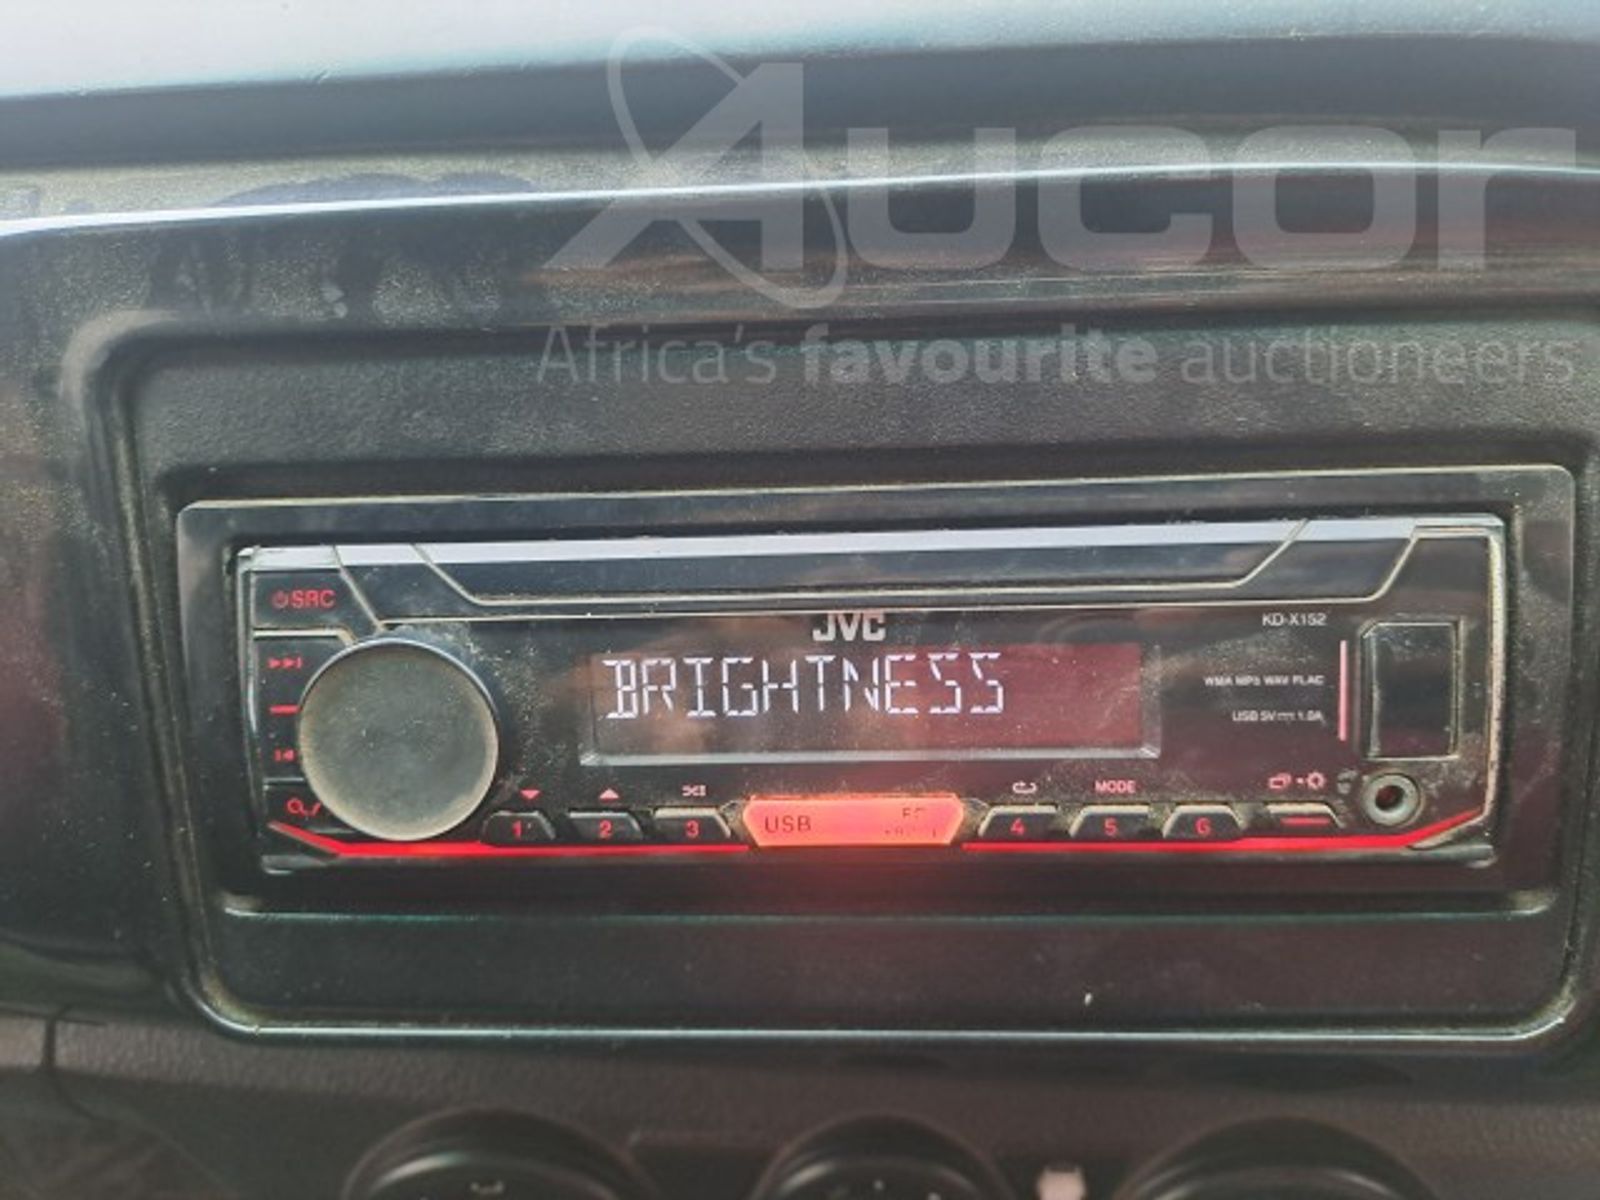 Aucor
Africa's favourite auctioneers
SRC
JVC
KD-X152
BRIGHTNESS
WMA MP3 WAV FLAC
USB 5V 1.0A
MODE
1 2 3 USB 4 5 6